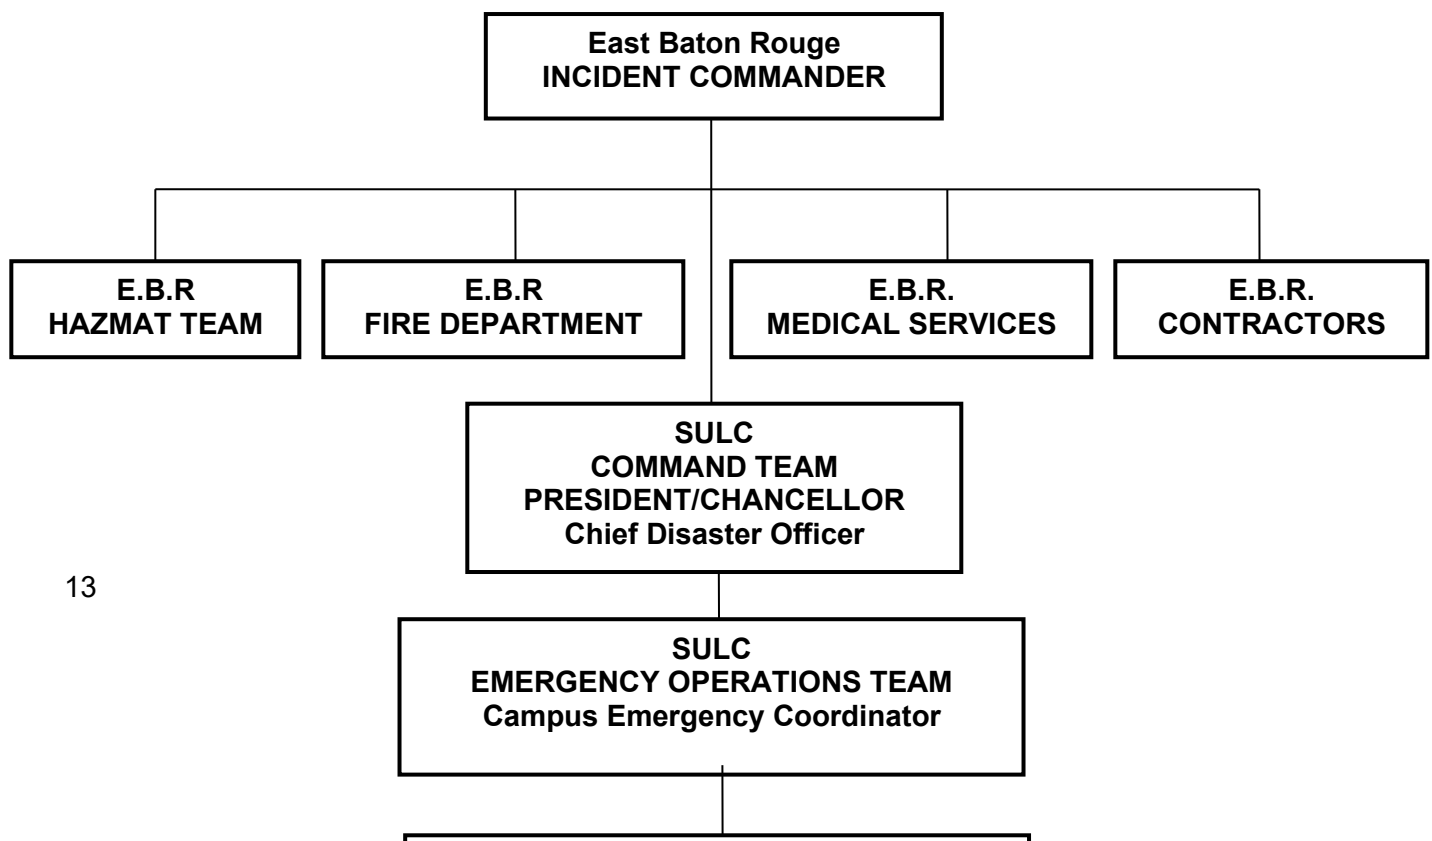 East Baton Rouge
INCIDENT COMMANDER
E.B.R
HAZMAT TEAM
E.B.R
FIRE DEPARTMENT
E.B.R.
MEDICAL SERVICES
E.B.R.
CONTRACTORS
SULC
COMMAND TEAM
PRESIDENT/CHANCELLOR
Chief Disaster Officer
13
SULC
EMERGENCY OPERATIONS TEAM
Campus Emergency Coordinator